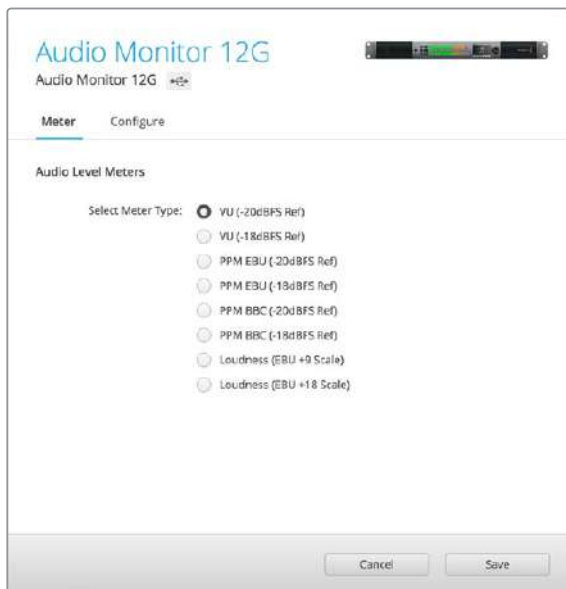 Audio Monitor 12G
Audio Monitor 12G
Meter Configure
Audio Level Meters
Select Meter Type: VU (-20dBFS Ref)
VU (-18dBFS Ref)
PPM EBU (-20dBFS Ref)
PPM EBU (-18dBFS Ref)
PPM BBC (-20dBFS Ref)
PPM BBC (-18dBFS Ref)
Loudness (EBU +9 Scale)
Loudness (EBU +18 Scale)
Cancel Save